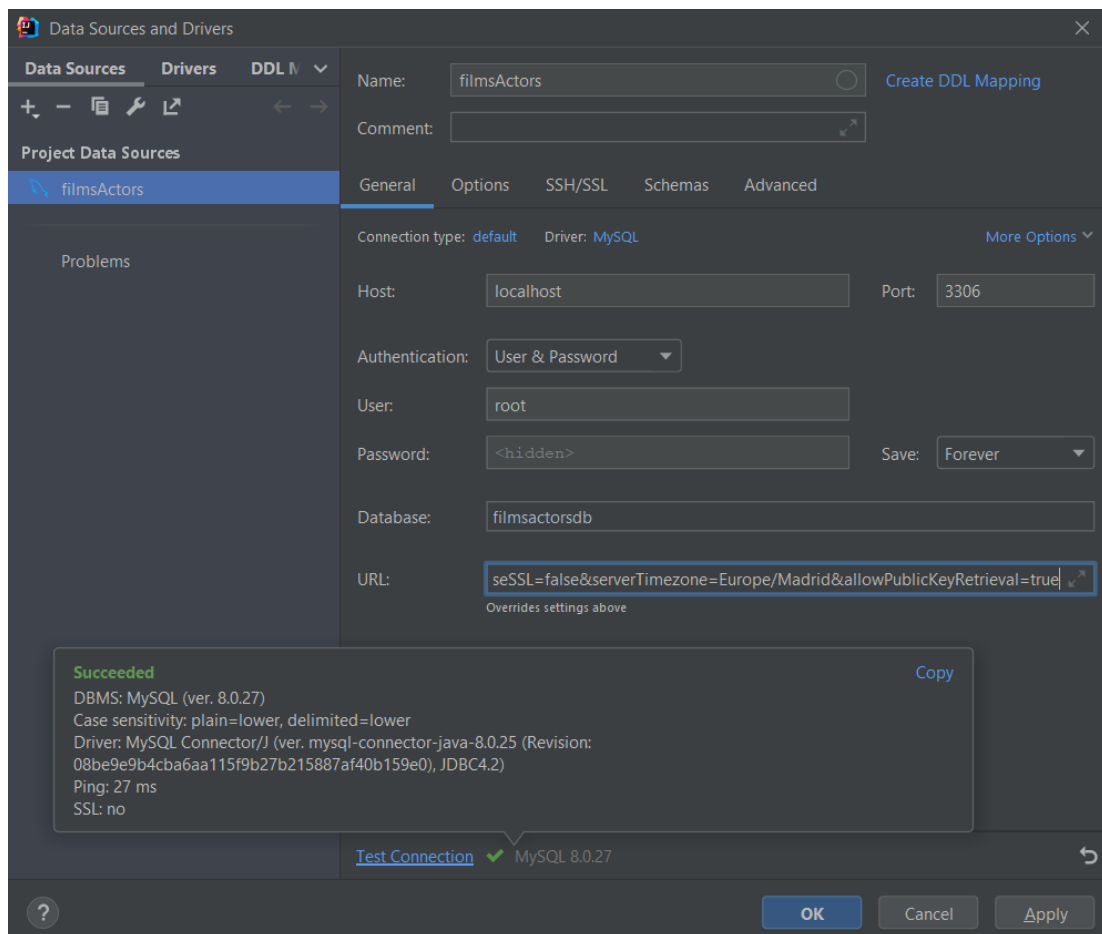 Data Sources and Drivers
Data Sources Drivers DDL M
Project Data Sources
filmsActors
Problems
Name: filmsActors Create DDL Mapping
Comment:
General Options SSH/SSL Schemas Advanced
Connection type: default Driver: MySQL More Options
Host: localhost Port: 3306
Authentication: User & Password
User: root
Password: <hidden> Save: Forever
Database: filmsactorsdb
URL: seSSL=false&serverTimezone=Europe/Madrid&allowPublicKeyRetrieval=true
Overrides settings above
Succeeded Copy
DBMS: MySQL (ver. 8.0.27)
Case sensitivity: plain=lower, delimited=lower
Driver: MySQL Connector/J (ver. mysql-connector-java-8.0.25 (Revision:
08be9e9b4cba6aa115f9b27b215887af40b159e0), JDBC4.2)
Ping: 27 ms
SSL: no
Test Connection MySQL 8.0.27
? OK Cancel Apply